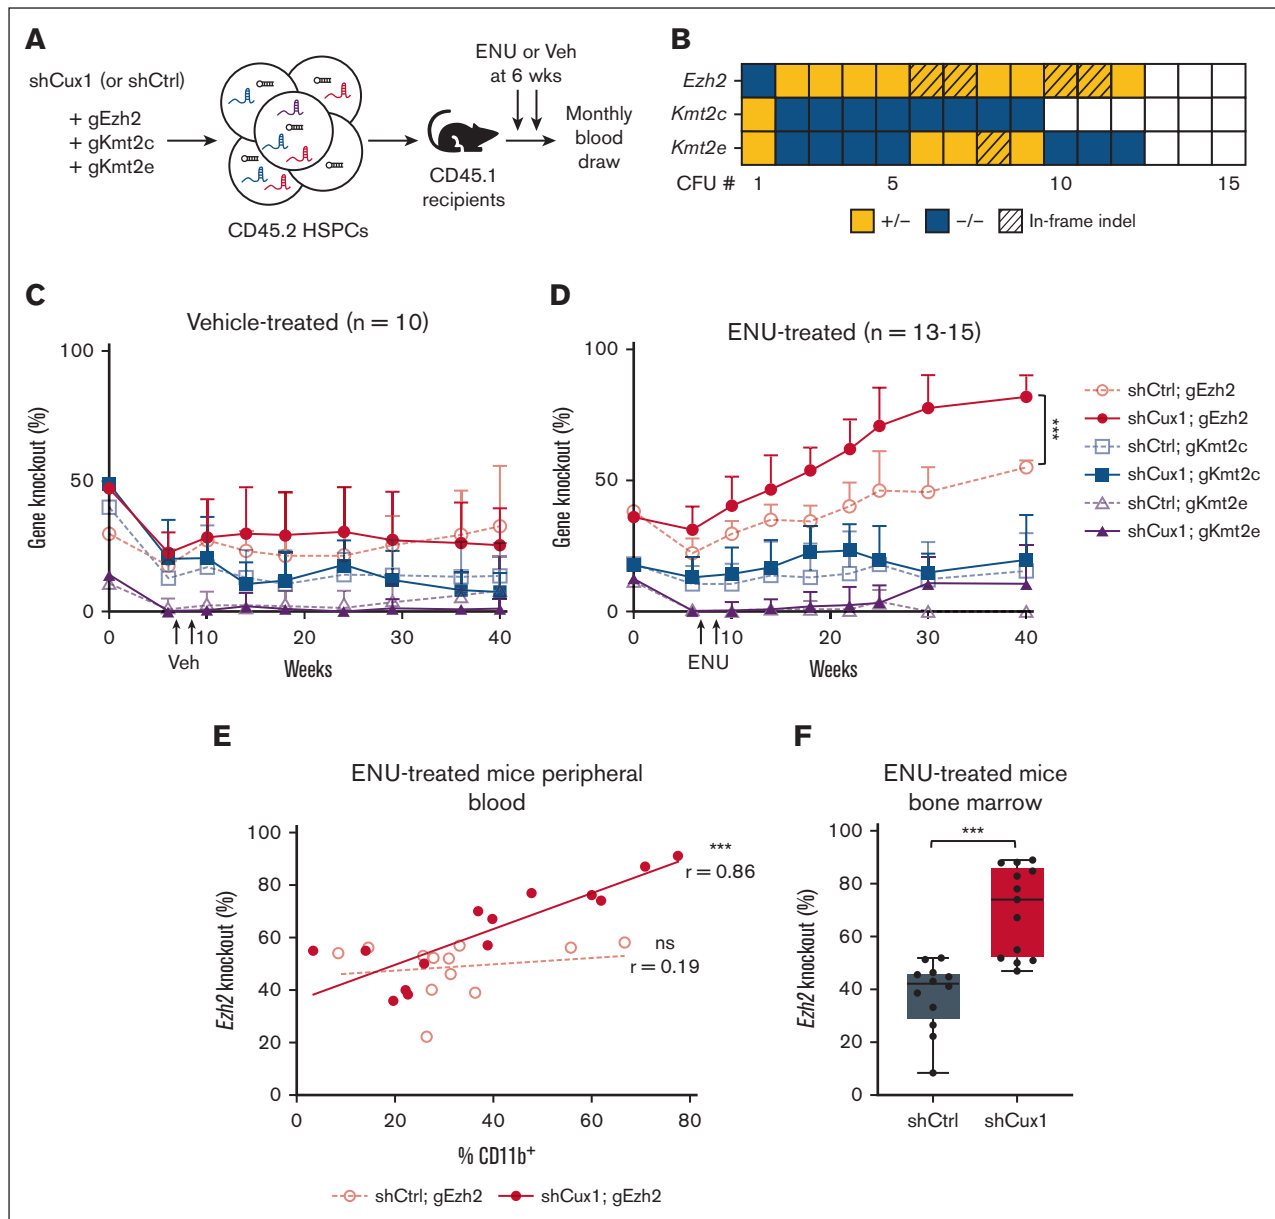 A
shCux1 (or shCtrl)
+ gEzh2
+ gKmt2c
+ gKmt2e
CD45.2 HSPCs
CD45.1
recipients
ENU or Veh
at 6 wks
Monthly
blood
draw
B
Ezh2
Kmt2c
Kmt2e
CFU # 1 5 10 15
+/– –/– In-frame indel
C
Vehicle-treated (n = 10)
Gene knockout (%)
100
50
0
0 10 20 30 40
Veh
Weeks
D
ENU-treated (n = 13-15)
Gene knockout (%)
100
50
0
0 10 20 30 40
ENU
Weeks
***
shCtrl; gEzh2
shCux1; gEzh2
shCtrl; gKmt2c
shCux1; gKmt2c
shCtrl; gKmt2e
shCux1; gKmt2e
E
ENU-treated mice peripheral
blood
Ezh2 knockout (%)
100
80
60
40
20
0
0 20 40 60 80
% CD11b+
***
r = 0.86
ns
r = 0.19
shCtrl; gEzh2 shCux1; gEzh2
F
ENU-treated mice
bone marrow
Ezh2 knockout (%)
100
80
60
40
20
0
***
shCtrl shCux1